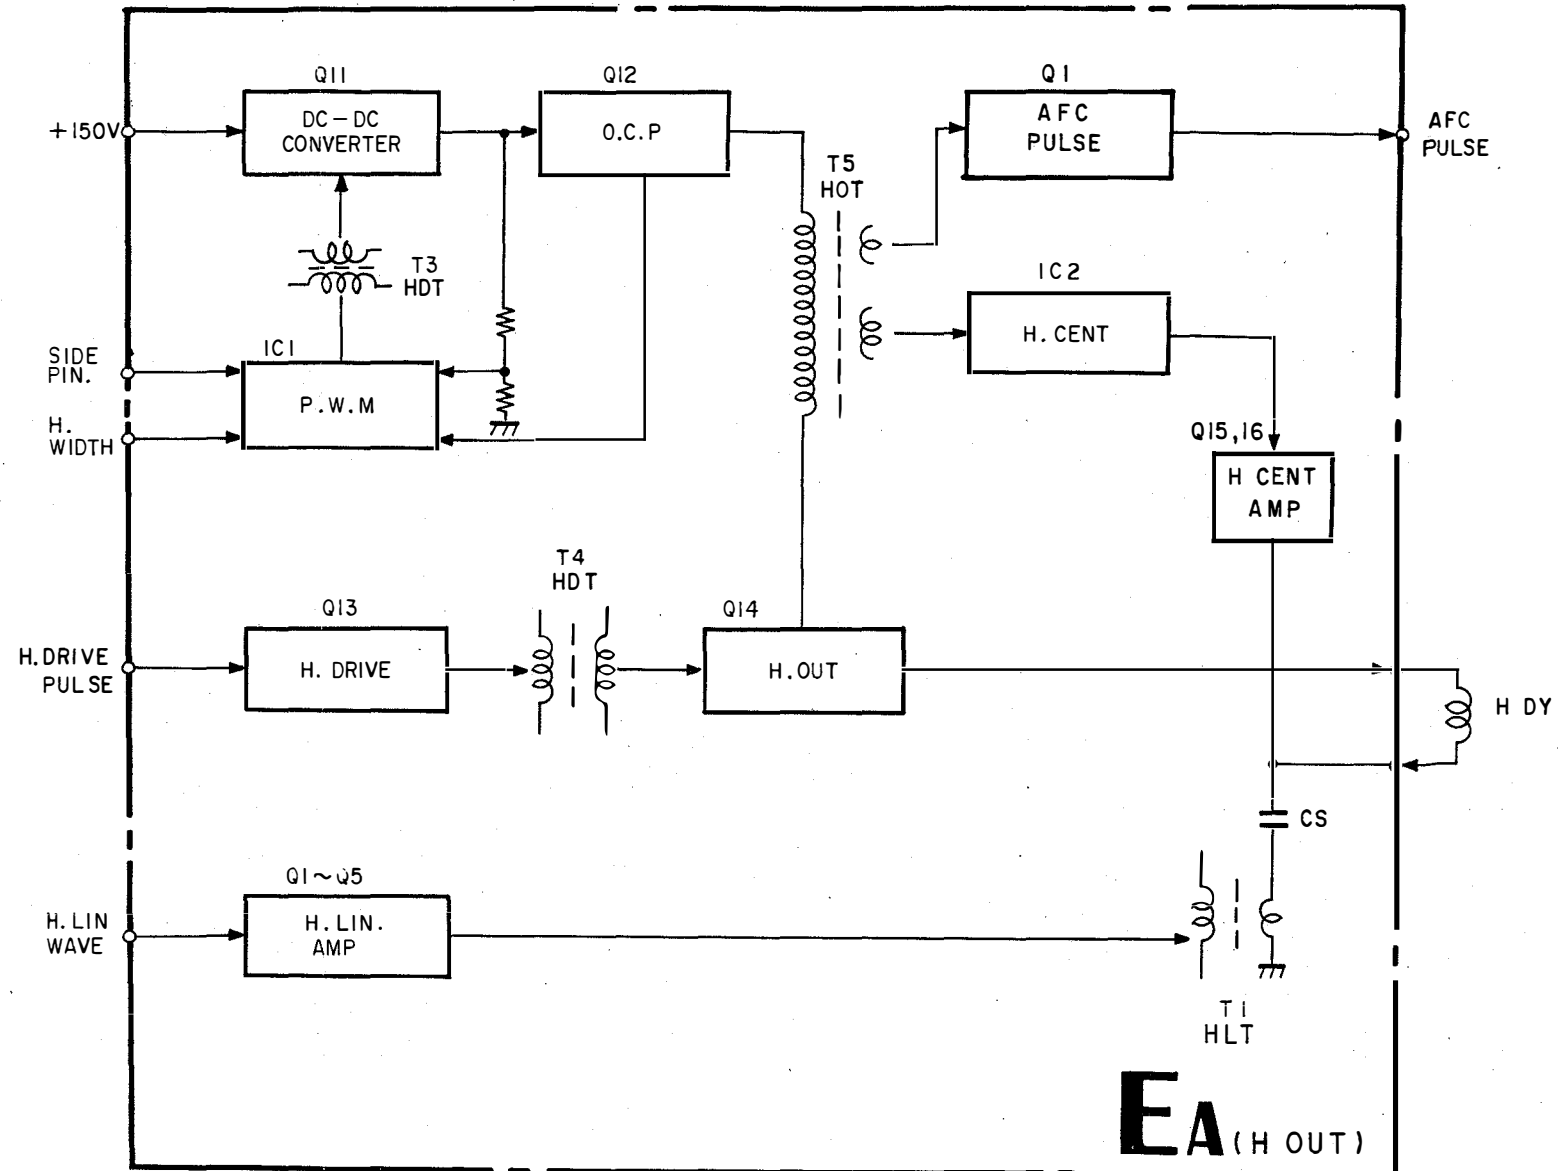 Q11
DC-DC
CONVERTER
Q12
O.C.P
Q1
AFC
PULSE
+150V
AFC
PULSE
T5
HOT
T3
HDT
IC2
H. CENT
SIDE
PIN.
IC1
P.W.M
H.
WIDTH
Q15,16
H CENT
AMP
T4
HDT
Q13
H. DRIVE
Q14
H.OUT
H.DRIVE
PULSE
H DY
CS
Q1~Q5
H. LIN.
AMP
H.LIN
WAVE
T1
HLT
EA (H OUT)